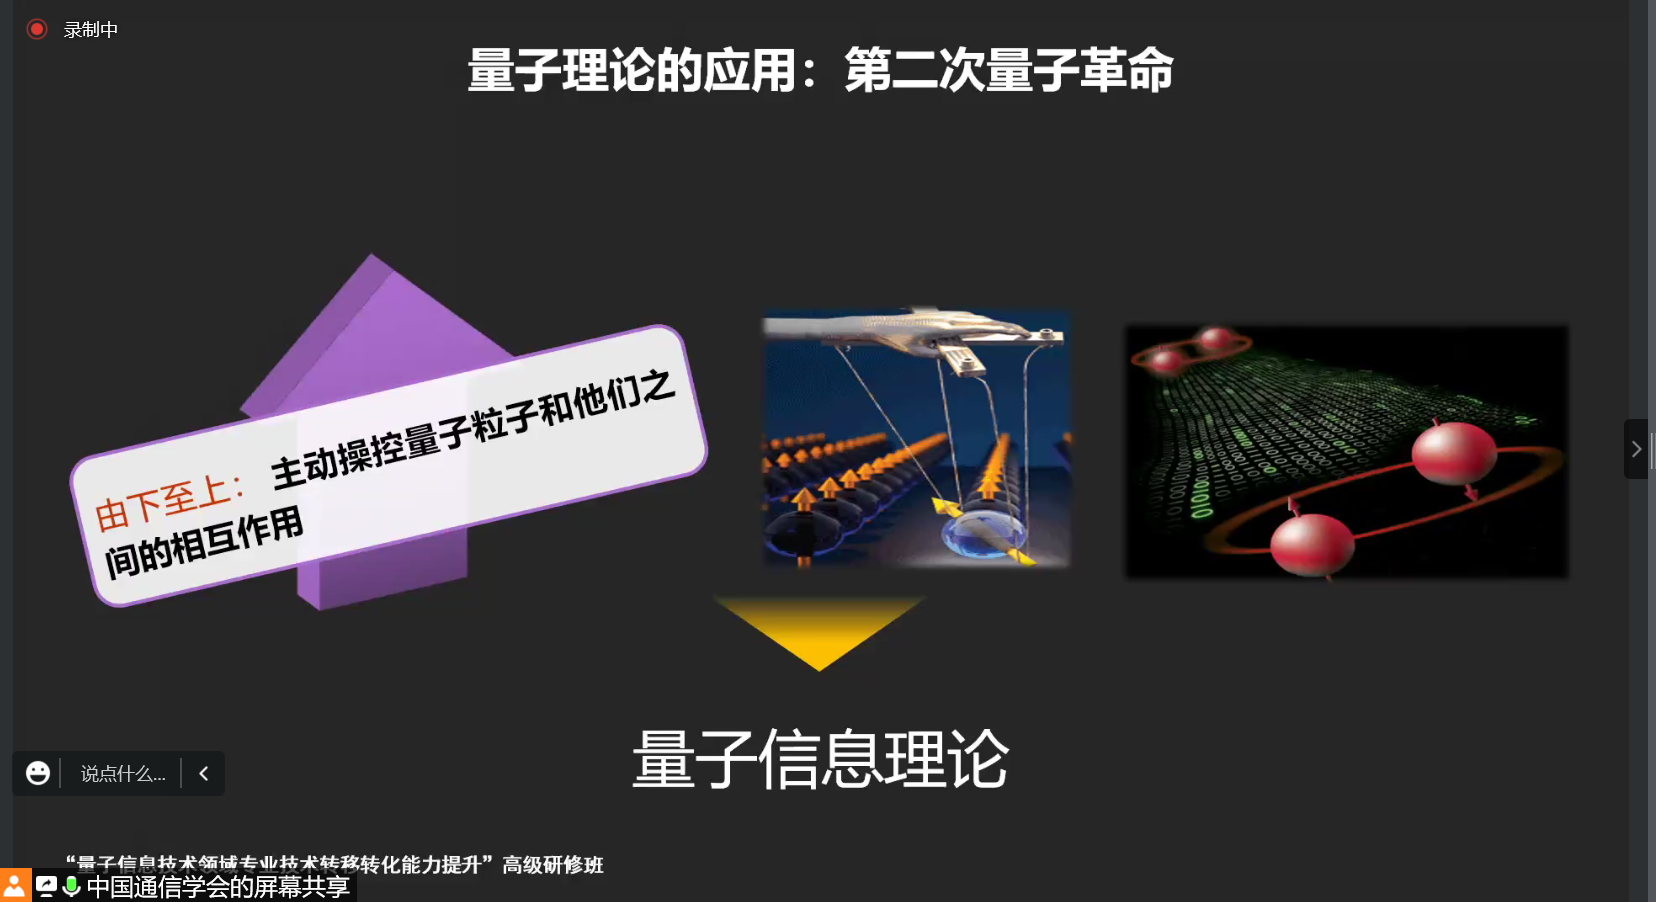 录制中
量子理论的应用：第二次量子革命
由下至上：主动操控量子粒子和他们之
间的相互作用
量子信息理论
说点什么...
“量子信息技术领域专业技术转移转化能力提升”高级研修班
中国通信学会的屏幕共享